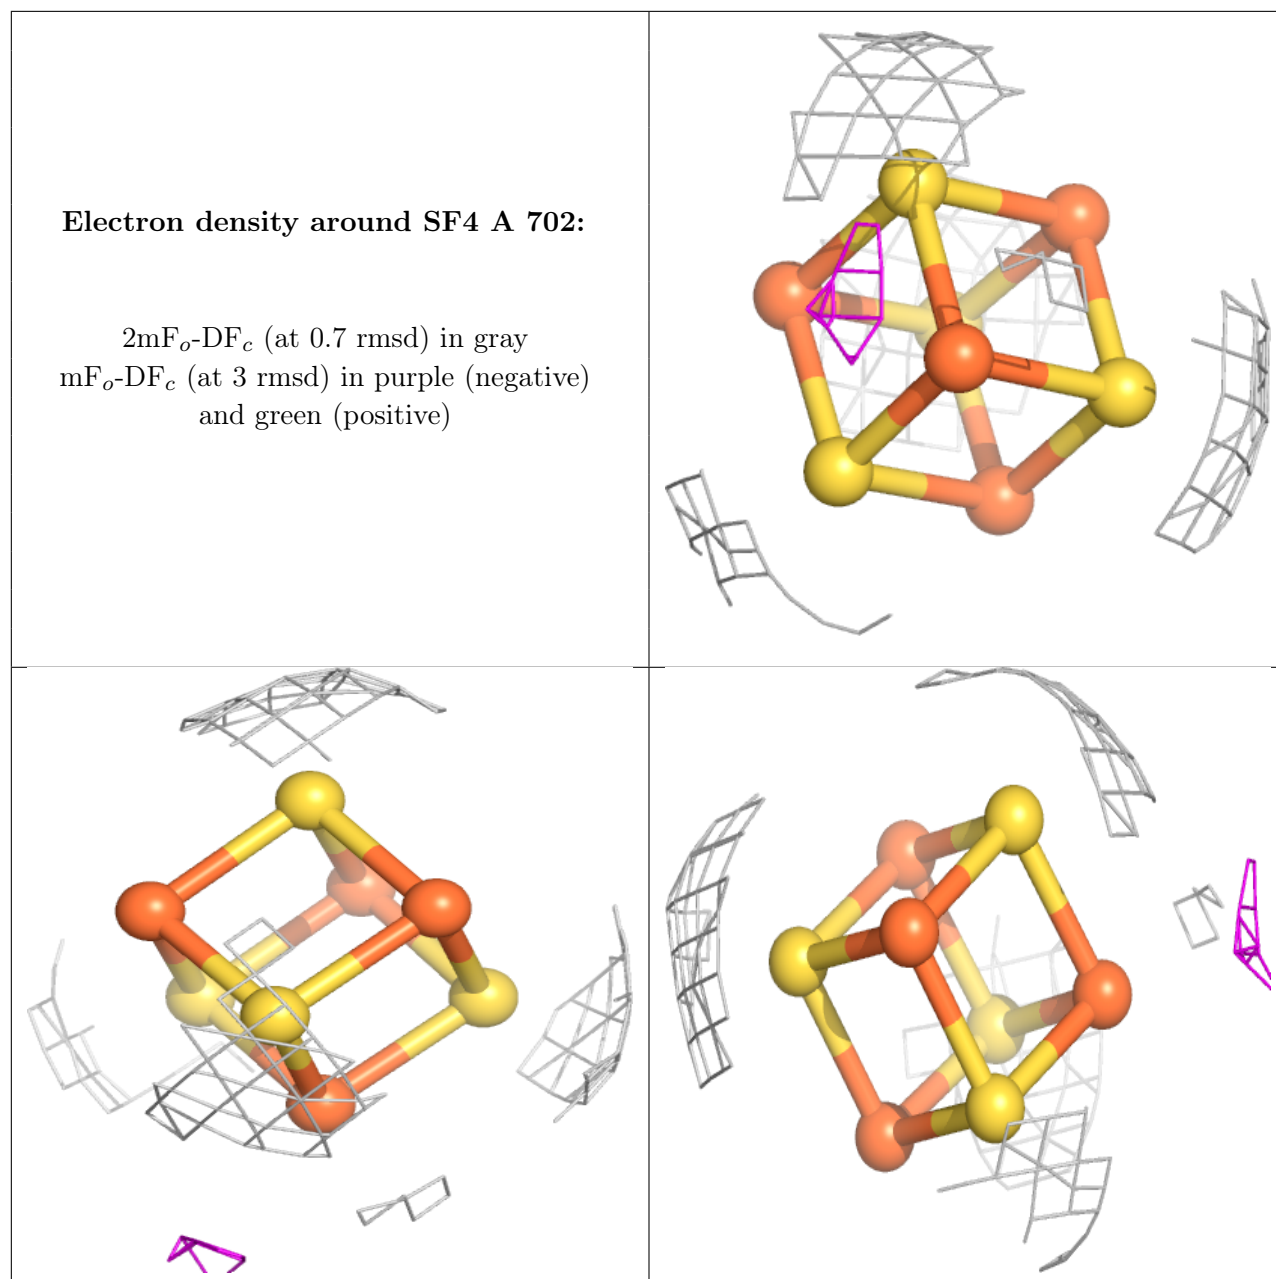 Electron density around SF4 A 702:
2mFo-DFc (at 0.7 rmsd) in gray
mFo-DFc (at 3 rmsd) in purple (negative)
and green (positive)